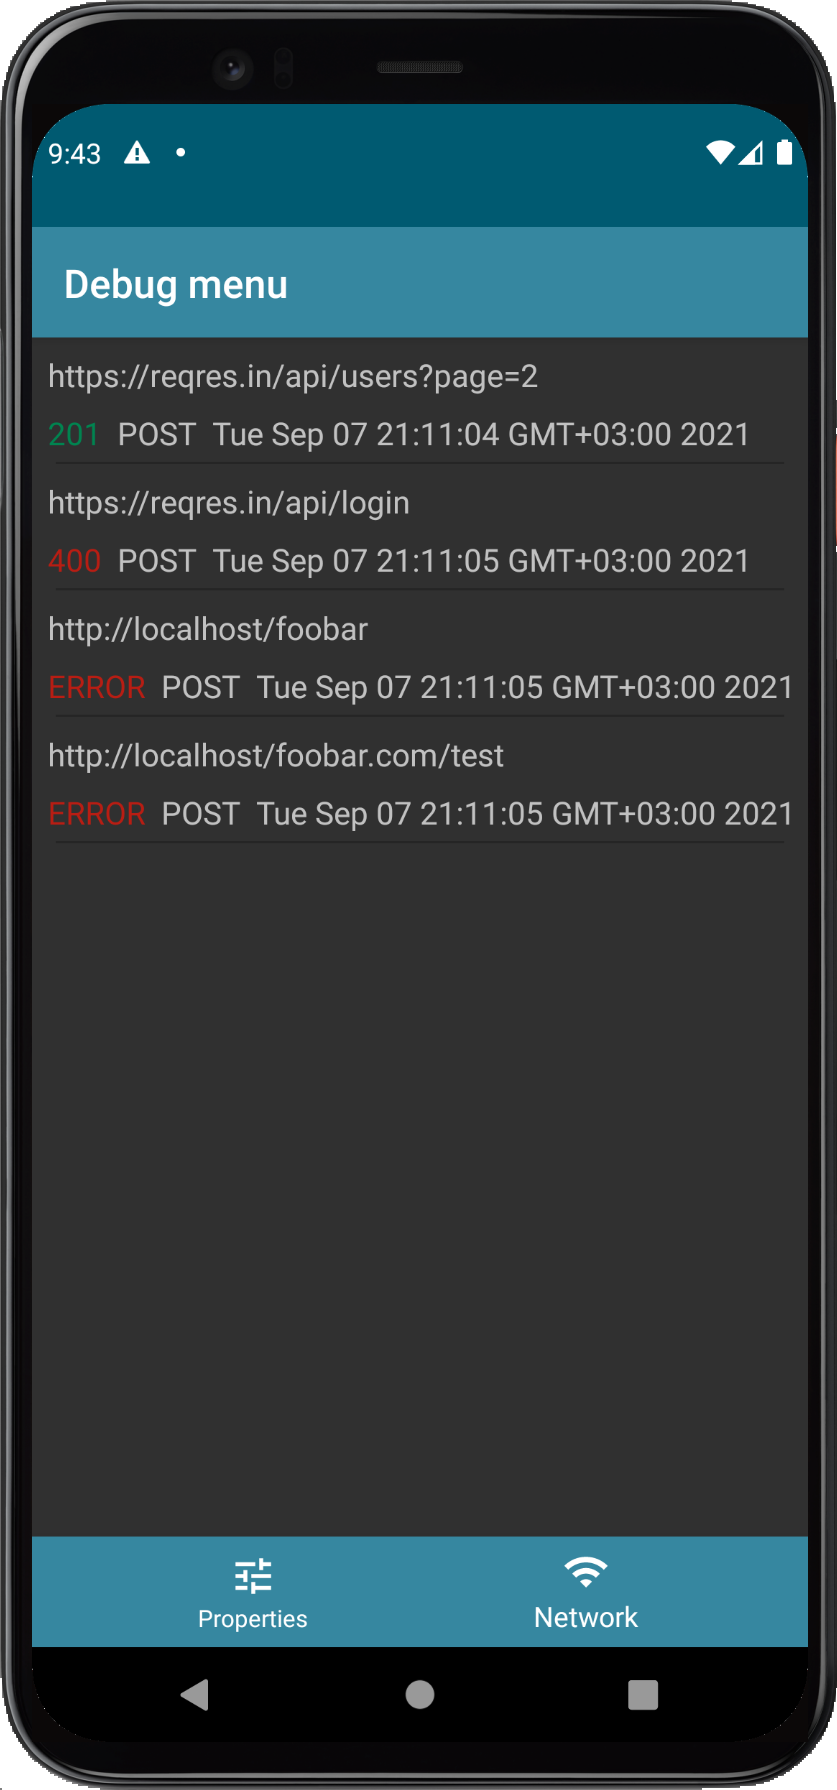 9:43
Debug menu
https://reqres.in/api/users?page=2
201 POST Tue Sep 07 21:11:04 GMT+03:00 2021
https://reqres.in/api/login
400 POST Tue Sep 07 21:11:05 GMT+03:00 2021
http://localhost/foobar
ERROR POST Tue Sep 07 21:11:05 GMT+03:00 2021
http://localhost/foobar.com/test
ERROR POST Tue Sep 07 21:11:05 GMT+03:00 2021
Properties Network